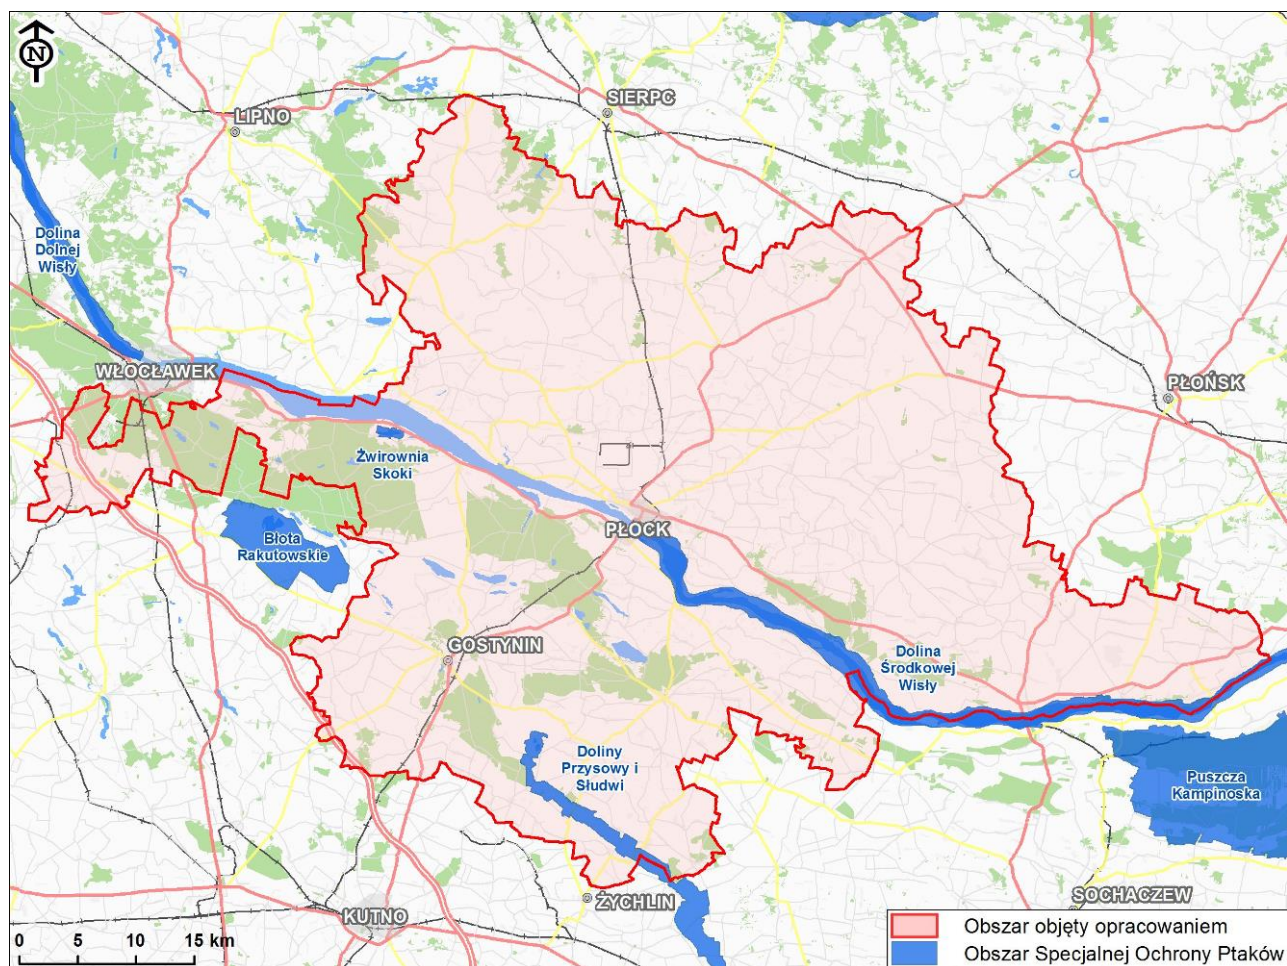 N
SIERPC
LIPNO
Dolina
Dolnej
Wisły
WŁOCŁAWEK
PŁOŃSK
Żwirownia
Skoki
PŁOCK
Błota
Rakutowskie
GOSTYNIN
Dolina
Środkowej
Wisły
Doliny
Przysowy i
Słudwi
Puszcza
Kampinoska
ŻYCHLIN
SOCHACZEW
KUTNO
0 5 10 15 km
Obszar objęty opracowaniem
Obszar Specjalnej Ochrony Ptaków